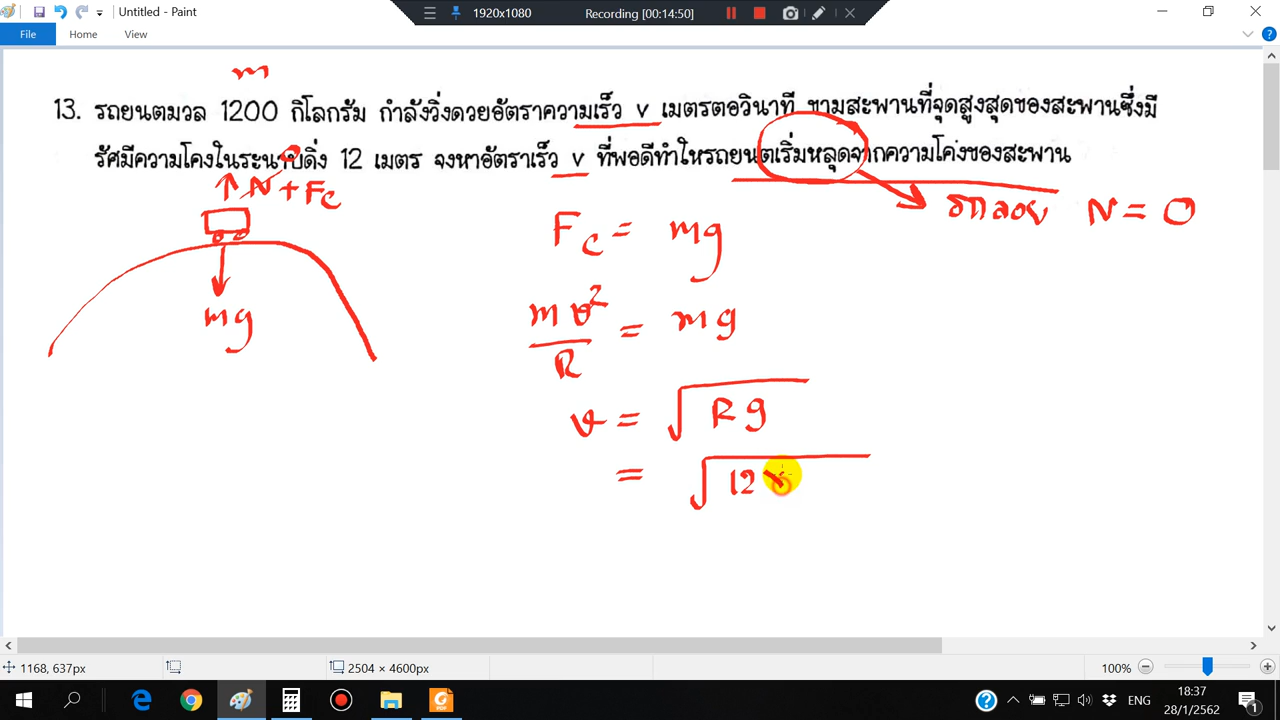 Untitled - Paint
1920x1080
Recording [00:14:50]
File
Home
View
m
13. รถยนตมวล 1200 กิโลกรัม กำลังวิ่งดวยอัตราความเร็ว v เมตรตอวินาที ขามสะพานที่จุดสูงสุดของสะพานซึ่งมี
รัศมีความโคงในระนาบดิ่ง 12 เมตร จงหาอัตราเร็ว v ที่พอดีทำใหรถยนตเริ่มหลุดจากความโคงของสะพาน
0
N + Fc
รถลอย N = 0
Fc = mg
mg
mv² = mg
R
v = √Rg
= √12 x
1168, 637px
2504 × 4600px
100%
ENG
18:37
28/1/2562
1